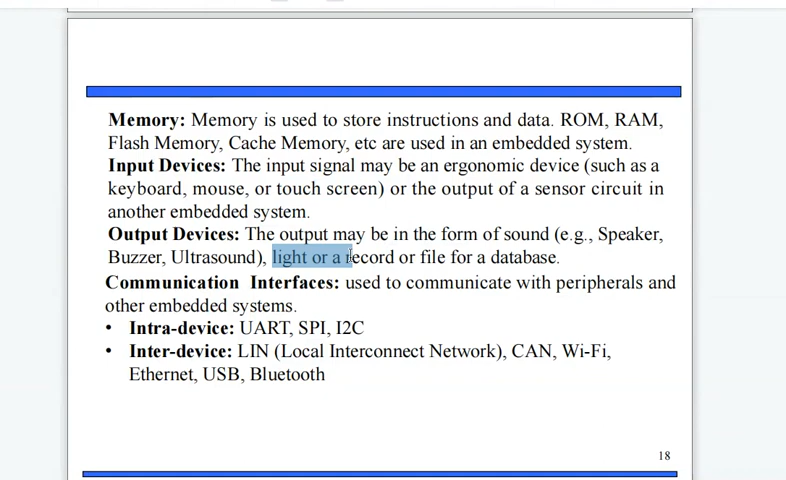 Memory: Memory is used to store instructions and data. ROM, RAM,
Flash Memory, Cache Memory, etc are used in an embedded system.
Input Devices: The input signal may be an ergonomic device (such as a
keyboard, mouse, or touch screen) or the output of a sensor circuit in
another embedded system.
Output Devices: The output may be in the form of sound (e.g., Speaker,
Buzzer, Ultrasound), light or a record or file for a database.
Communication Interfaces: used to communicate with peripherals and
other embedded systems.
• Intra-device: UART, SPI, I2C
• Inter-device: LIN (Local Interconnect Network), CAN, Wi-Fi,
Ethernet, USB, Bluetooth
18